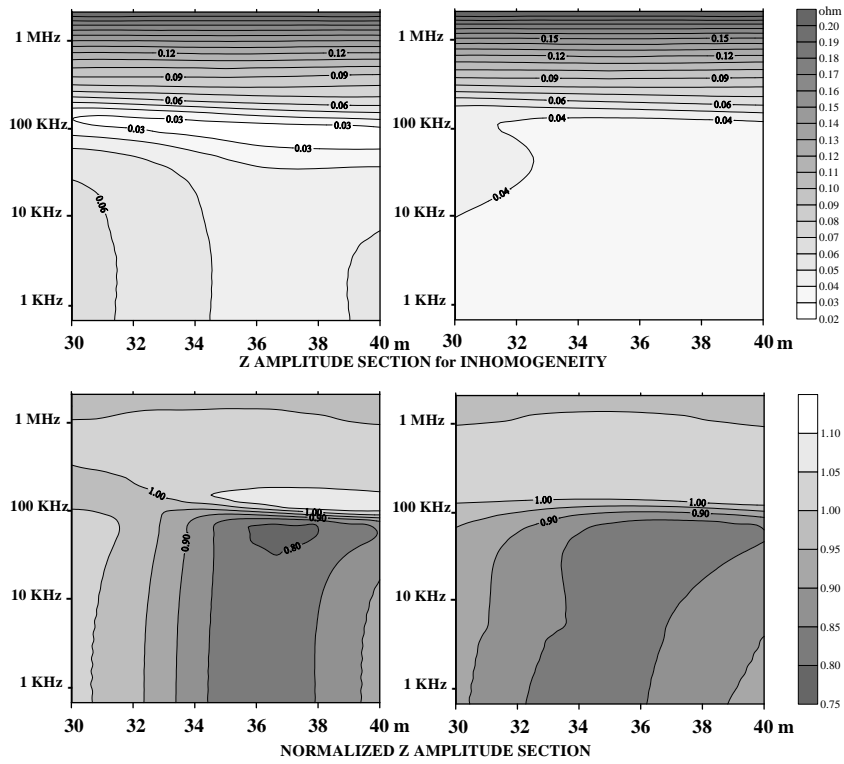 ohm
1 MHz
100 KHz
10 KHz
1 KHz
0.12 0.12
0.09 0.09
0.06 0.06
0.03 0.03
0.03
0.06
30 32 34 36 38 40 m
1 MHz
100 KHz
10 KHz
1 KHz
0.15 0.15
0.12 0.12
0.09 0.09
0.06 0.06
0.04 0.04
0.04
30 32 34 36 38 40 m
0.20
0.19
0.18
0.17
0.16
0.15
0.14
0.13
0.12
0.11
0.10
0.09
0.08
0.07
0.06
0.05
0.04
0.03
0.02
Z AMPLITUDE SECTION for INHOMOGENEITY
1 MHz
100 KHz
10 KHz
1 KHz
1.00
1.00
0.90
0.90
0.80
30 32 34 36 38 40 m
1 MHz
100 KHz
10 KHz
1 KHz
1.00 1.00
0.90 0.90
30 32 34 36 38 40 m
1.10
1.05
1.00
0.95
0.90
0.85
0.80
0.75
NORMALIZED Z AMPLITUDE SECTION